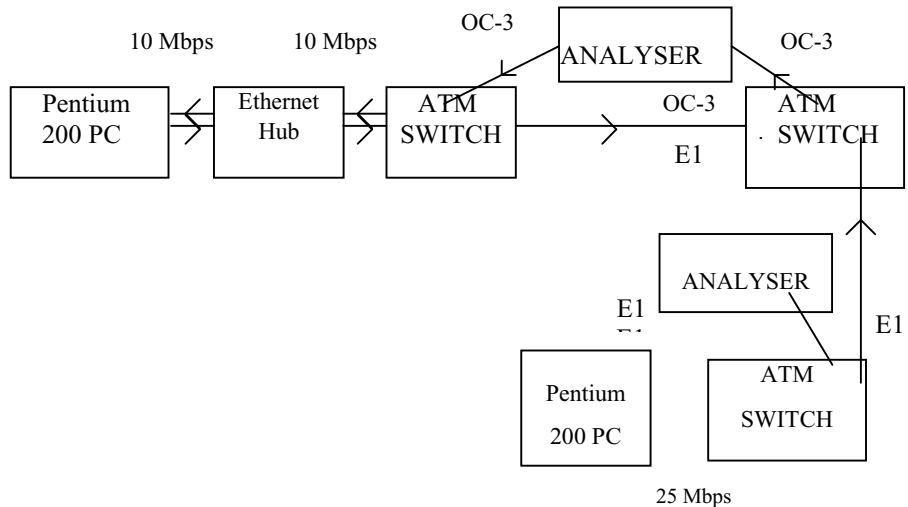 10 Mbps
10 Mbps
OC-3
ANALYSER
OC-3
Pentium
200 PC
Ethernet
Hub
ATM
SWITCH
OC-3
E1
ATM
SWITCH
ANALYSER
E1
E1
Pentium
200 PC
ATM
SWITCH
25 Mbps